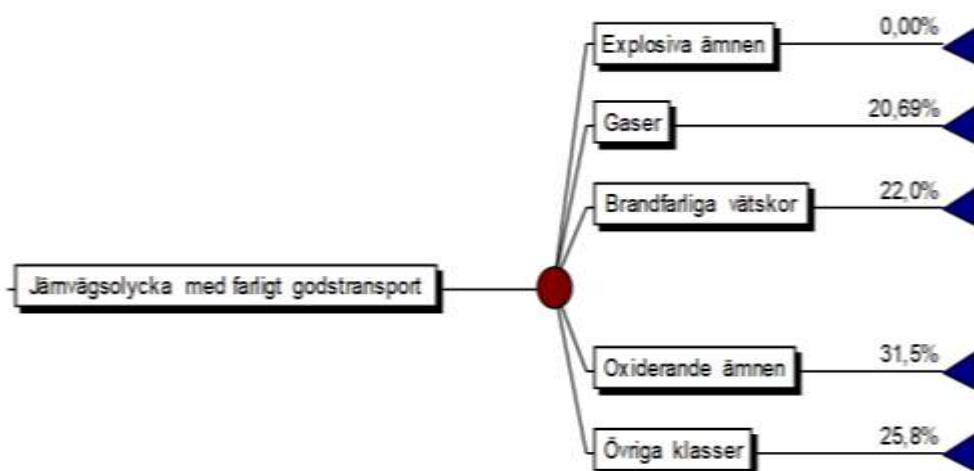 Explosiva ämnen 0,00%
Gaser 20,69%
Brandfarliga vätskor 22,0%
Järnvägsolycka med farligt godstransport
Oxiderande ämnen 31,5%
Övriga klasser 25,8%